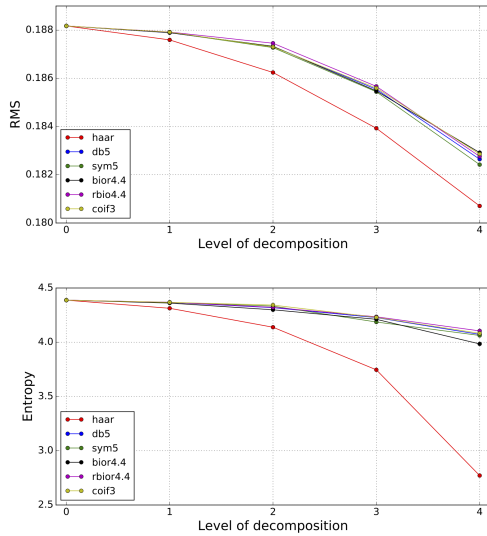 0.188
0.186
0.184
0.182
0.180
RMS
haar
db5
sym5
bior4.4
rbio4.4
coif3
0 1 2 3 4
Level of decomposition
4.5
4.0
3.5
3.0
2.5
Entropy
haar
db5
sym5
bior4.4
rbior4.4
coif3
0 1 2 3 4
Level of decomposition